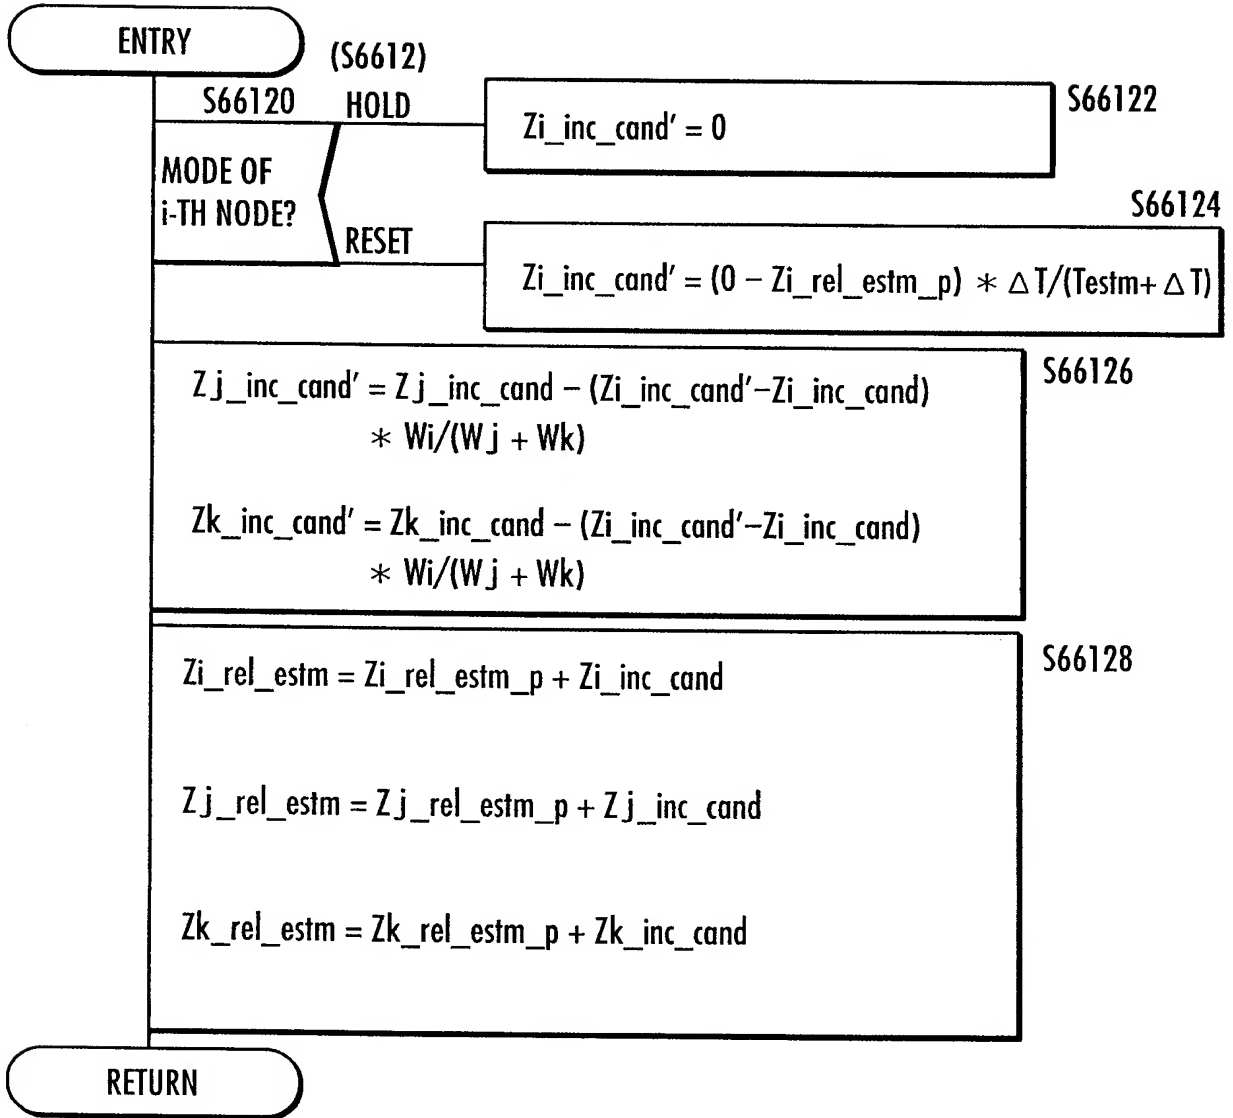 ENTRY
(S6612)
S66120
HOLD
S66122
Zi_inc_cand' = 0
MODE OF
i-TH NODE?
S66124
RESET
Zi_inc_cand' = (0 – Zi_rel_estm_p) * △T/(Testm+ △T)
S66126
Zj_inc_cand' = Zj_inc_cand – (Zi_inc_cand'–Zi_inc_cand)
* Wi/(Wj + Wk)
Zk_inc_cand' = Zk_inc_cand – (Zi_inc_cand'–Zi_inc_cand)
* Wi/(Wj + Wk)
S66128
Zi_rel_estm = Zi_rel_estm_p + Zi_inc_cand
Zj_rel_estm = Zj_rel_estm_p + Zj_inc_cand
Zk_rel_estm = Zk_rel_estm_p + Zk_inc_cand
RETURN